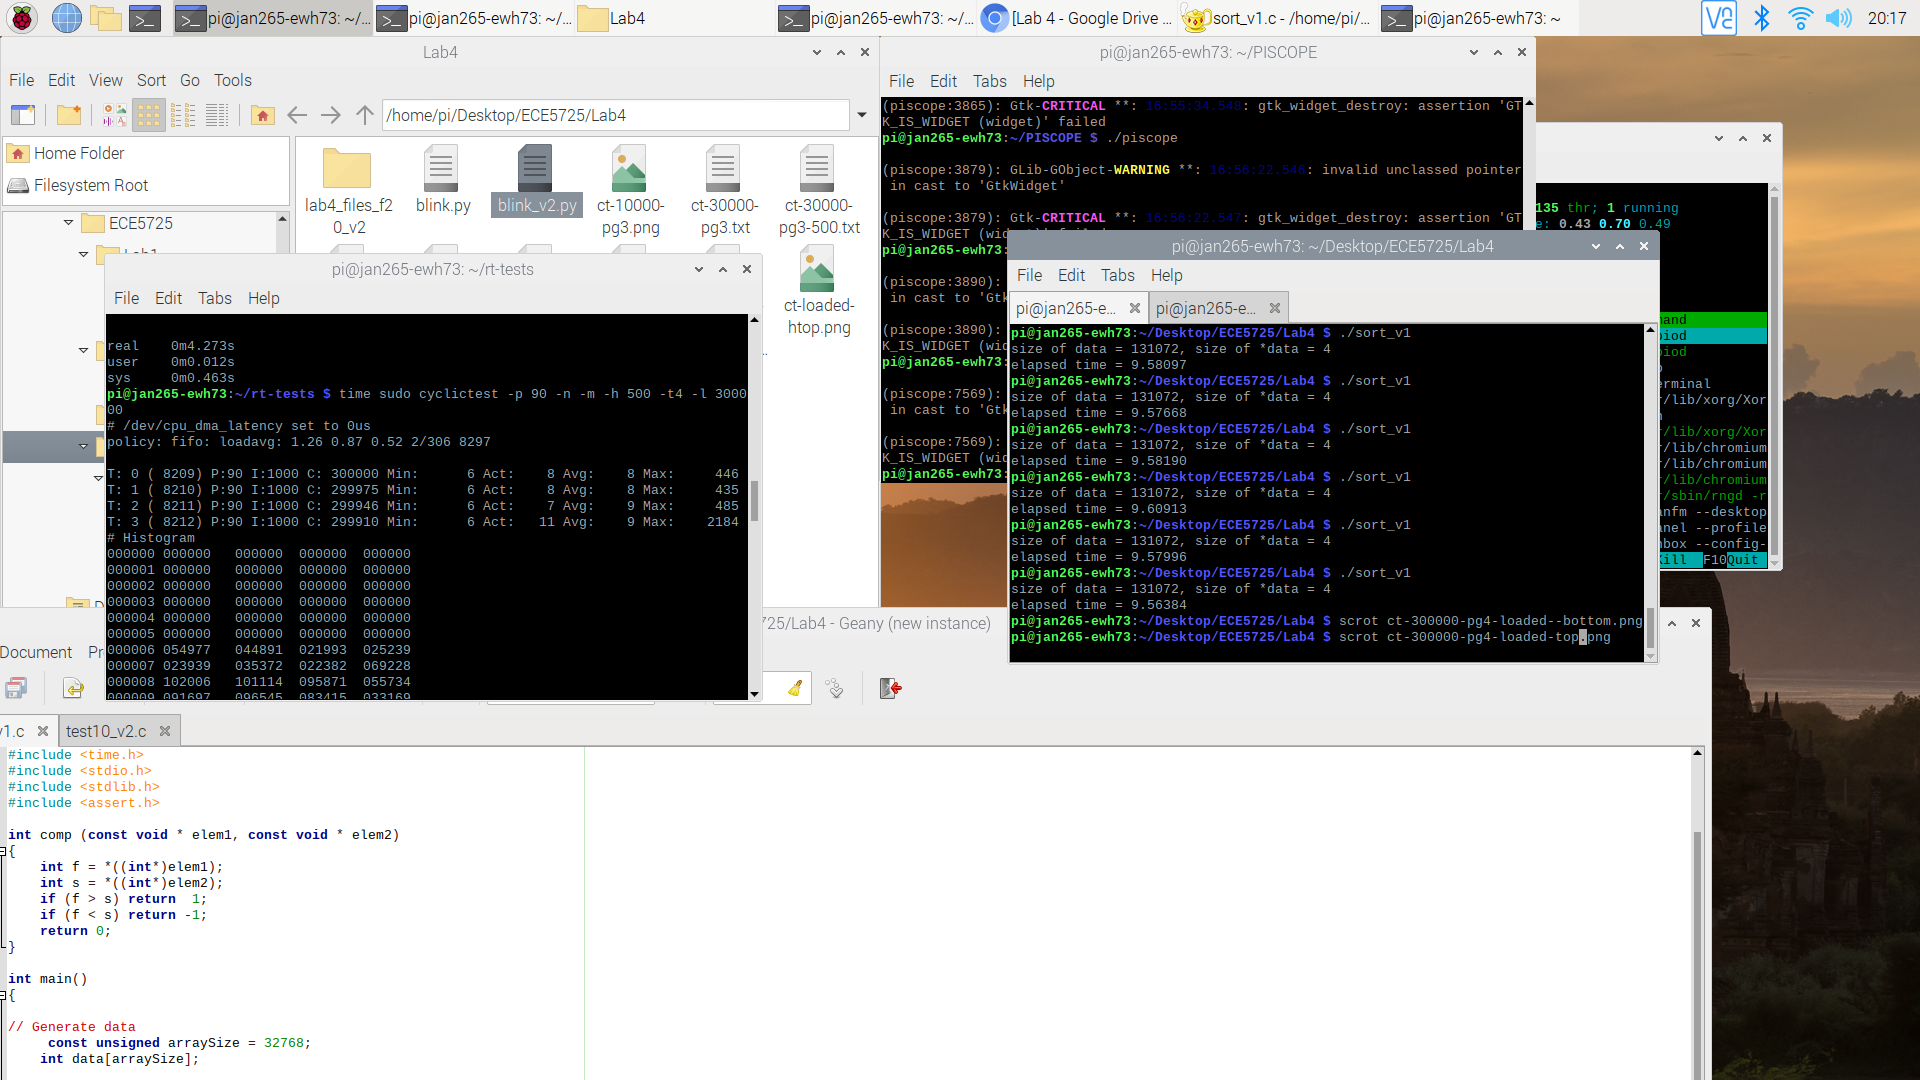 pi@jan265-ewh73: ~/...
pi@jan265-ewh73: ~/...
Lab4
pi@jan265-ewh73: ~/...
[Lab 4 - Google Drive ...
sort_v1.c - /home/pi/...
pi@jan265-ewh73: ~
20:17
Lab4
File Edit View Sort Go Tools
/home/pi/Desktop/ECE5725/Lab4
Home Folder
Filesystem Root
ECE5725
lab4_files_f2
0_v2
blink.py
blink_v2.py
ct-10000-
pg3.png
ct-30000-
pg3.txt
ct-30000-
pg3-500.txt
ct-loaded-
htop.png
pi@jan265-ewh73: ~/PISCOPE
File Edit Tabs Help
(piscope:3865): Gtk-CRITICAL **: 16:55:34.548: gtk_widget_destroy: assertion 'GT
K_IS_WIDGET (widget)' failed
pi@jan265-ewh73:~/PISCOPE $ ./piscope
(piscope:3879): GLib-GObject-WARNING **: 16:56:22.546: invalid unclassed pointer
in cast to 'GtkWidget'
(piscope:3879): Gtk-CRITICAL **: 16:56:22.547: gtk_widget_destroy: assertion 'GT
pi@jan265-ewh73:
(piscope:3890):
in cast to 'Gtk
(piscope:3890):
K_IS_WIDGET (wid
pi@jan265-ewh73:
(piscope:7569):
in cast to 'Gtk
(piscope:7569):
K_IS_WIDGET (wid
pi@jan265-ewh73:
135 thr; 1 running
e: 0.43 0.70 0.49
mand
piod
piod
erminal
r/lib/xorg/Xor
r/lib/xorg/Xor
r/lib/chromium
r/lib/chromium
r/lib/chromium
r/sbin/rngd -r
anfm --desktop
anel --profile
nbox --config-
Kill F10Quit
pi@jan265-ewh73: ~/rt-tests
File Edit Tabs Help
real 0m4.273s
user 0m0.012s
sys 0m0.463s
pi@jan265-ewh73:~/rt-tests $ time sudo cyclictest -p 90 -n -m -h 500 -t4 -l 3000
00
# /dev/cpu_dma_latency set to 0us
policy: fifo: loadavg: 1.26 0.87 0.52 2/306 8297
T: 0 ( 8209) P:90 I:1000 C: 300000 Min: 6 Act: 8 Avg: 8 Max: 446
T: 1 ( 8210) P:90 I:1000 C: 299975 Min: 6 Act: 8 Avg: 8 Max: 435
T: 2 ( 8211) P:90 I:1000 C: 299946 Min: 6 Act: 7 Avg: 9 Max: 485
T: 3 ( 8212) P:90 I:1000 C: 299910 Min: 6 Act: 11 Avg: 9 Max: 2184
# Histogram
000000 000000 000000 000000 000000
000001 000000 000000 000000 000000
000002 000000 000000 000000 000000
000003 000000 000000 000000 000000
000004 000000 000000 000000 000000
000005 000000 000000 000000 000000
000006 054977 044891 021993 025239
000007 023939 035372 022382 069228
000008 102006 101114 095871 055734
000009 091697 096545 083415 033169
pi@jan265-ewh73: ~/Desktop/ECE5725/Lab4
File Edit Tabs Help
pi@jan265-e... pi@jan265-e...
pi@jan265-ewh73:~/Desktop/ECE5725/Lab4 $ ./sort_v1
size of data = 131072, size of *data = 4
elapsed time = 9.58097
pi@jan265-ewh73:~/Desktop/ECE5725/Lab4 $ ./sort_v1
size of data = 131072, size of *data = 4
elapsed time = 9.57668
pi@jan265-ewh73:~/Desktop/ECE5725/Lab4 $ ./sort_v1
size of data = 131072, size of *data = 4
elapsed time = 9.58190
pi@jan265-ewh73:~/Desktop/ECE5725/Lab4 $ ./sort_v1
size of data = 131072, size of *data = 4
elapsed time = 9.60913
pi@jan265-ewh73:~/Desktop/ECE5725/Lab4 $ ./sort_v1
size of data = 131072, size of *data = 4
elapsed time = 9.57996
pi@jan265-ewh73:~/Desktop/ECE5725/Lab4 $ ./sort_v1
size of data = 131072, size of *data = 4
elapsed time = 9.56384
pi@jan265-ewh73:~/Desktop/ECE5725/Lab4 $ scrot ct-300000-pg4-loaded--bottom.png
pi@jan265-ewh73:~/Desktop/ECE5725/Lab4 $ scrot ct-300000-pg4-loaded-top.png
5725/Lab4 - Geany (new instance)
Document Pr
v1.c
test10_v2.c
#include <time.h>
#include <stdio.h>
#include <stdlib.h>
#include <assert.h>
int comp (const void * elem1, const void * elem2)
{
int f = *((int*)elem1);
int s = *((int*)elem2);
if (f > s) return 1;
if (f < s) return -1;
return 0;
}
int main()
{
// Generate data
const unsigned arraySize = 32768;
int data[arraySize];